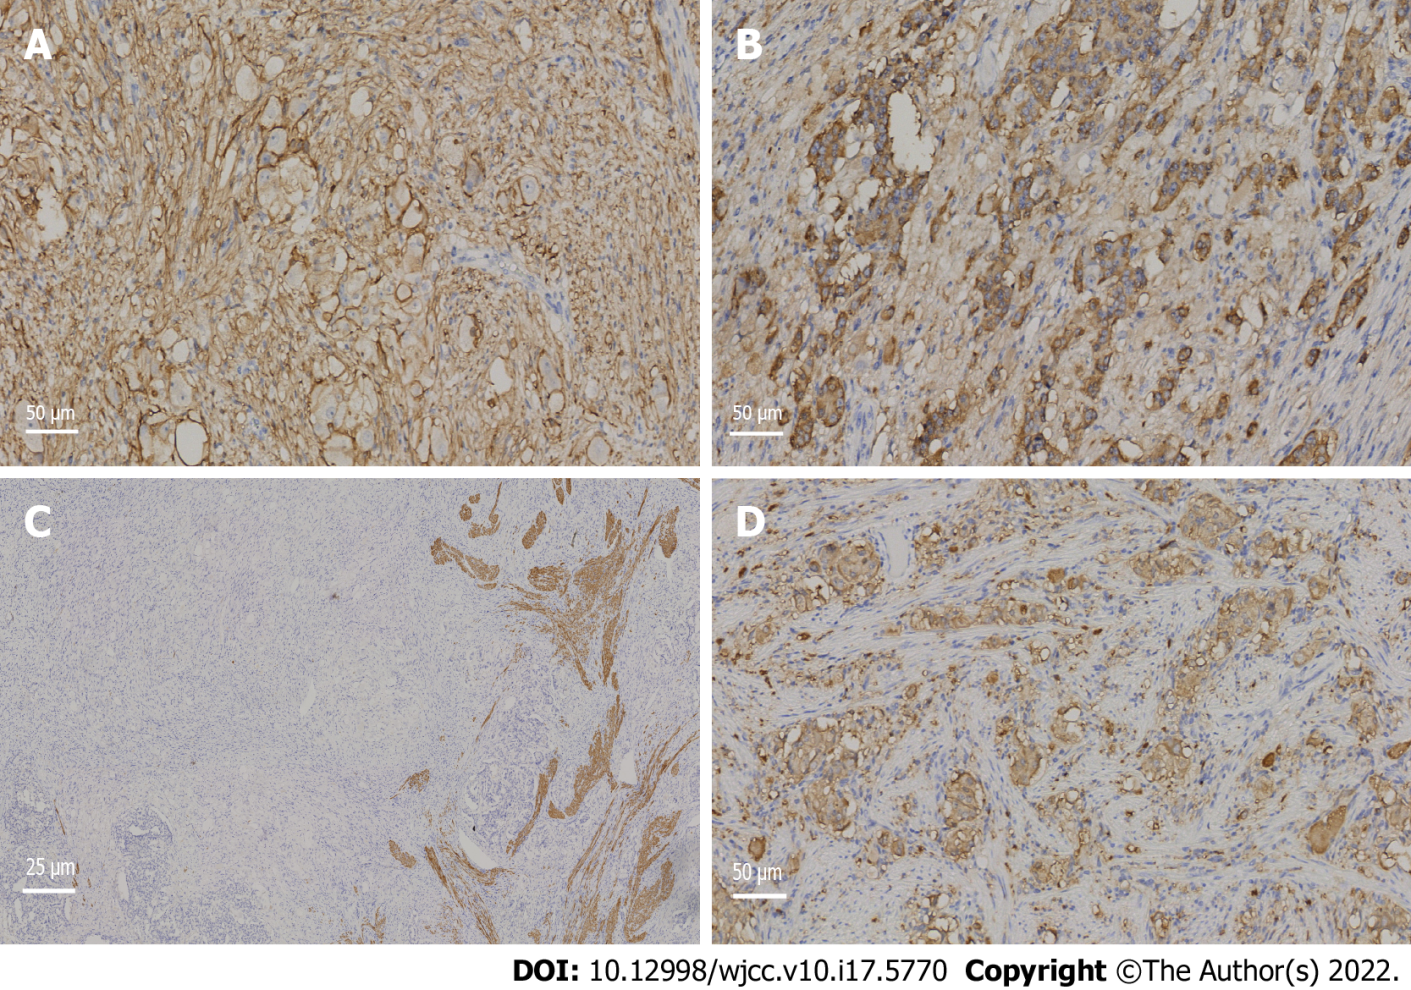 A
B
50 µm
50 µm
C
D
25 µm
50 µm
DOI: 10.12998/wjcc.v10.i17.5770 Copyright ©The Author(s) 2022.